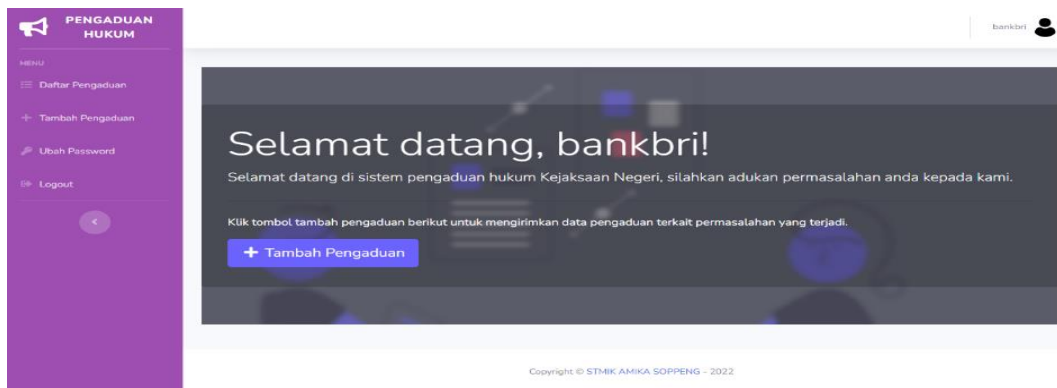 PENGADUAN
HUKUM
bankbri
MENU
Daftar Pengaduan
Tambah Pengaduan
Ubah Password
Logout
Selamat datang, bankbri!
Selamat datang di sistem pengaduan hukum Kejaksaan Negeri, silahkan adukan permasalahan anda kepada kami.
Klik tombol tambah pengaduan berikut untuk mengirimkan data pengaduan terkait permasalahan yang terjadi.
+ Tambah Pengaduan
Copyright © STMIK AMIKA SOPPENG - 2022